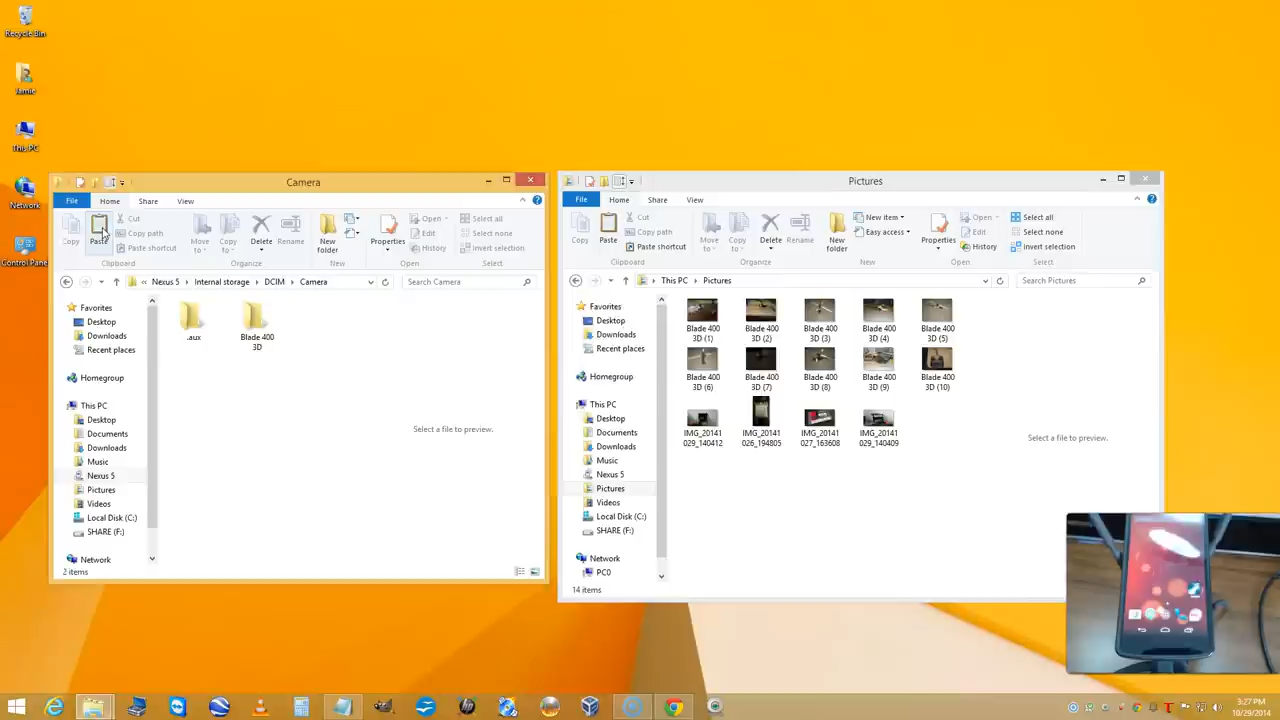 Recycle Bin
Jamie
This PC
Network
Control Pane
Camera
File Home Share View
Copy
Paste
Cut
Copy path
Paste shortcut
Clipboard
Move to
Copy to
Delete
Rename
Organize
New folder
New
Properties
Open
Edit
History
Open
Select all
Select none
Invert selection
Select
« Nexus 5 Internal storage DCIM Camera
Search Camera
Favorites
Desktop
Downloads
Recent places
Homegroup
This PC
Desktop
Documents
Downloads
Music
Nexus 5
Pictures
Videos
Local Disk (C:)
SHARE (F:)
Network
.aux
Blade 400
3D
Select a file to preview.
2 items
Pictures
File Home Share View
Copy
Paste
Cut
Copy path
Paste shortcut
Clipboard
Move to
Copy to
Delete
Rename
Organize
New folder
New item
Easy access
New
Properties
Open
Edit
History
Open
Select all
Select none
Invert selection
Select
This PC Pictures
Search Pictures
Favorites
Desktop
Downloads
Recent places
Homegroup
This PC
Desktop
Documents
Downloads
Music
Nexus 5
Pictures
Videos
Local Disk (C:)
SHARE (F:)
Network
PC0
Blade 400 3D (1)
Blade 400 3D (2)
Blade 400 3D (3)
Blade 400 3D (4)
Blade 400 3D (5)
Blade 400 3D (6)
Blade 400 3D (7)
Blade 400 3D (8)
Blade 400 3D (9)
Blade 400 3D (10)
IMG_20141029_140412
IMG_20141026_194805
IMG_20141027_163608
IMG_20141029_140409
Select a file to preview.
14 items
3:27 PM
10/29/2014